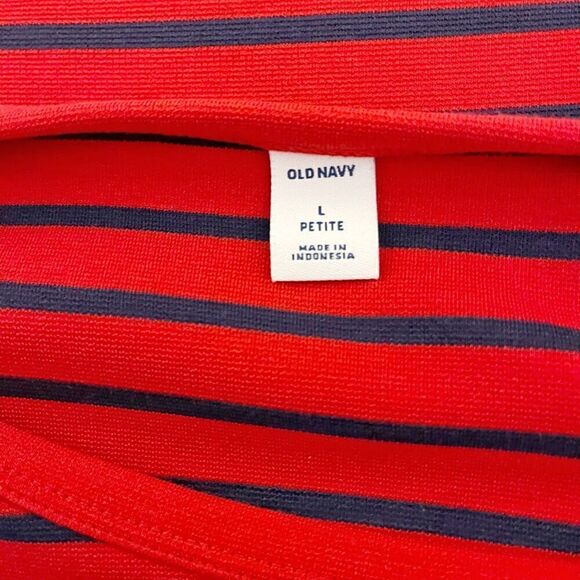 OLD NAVY
L
PETITE
MADE IN
INDONESIA